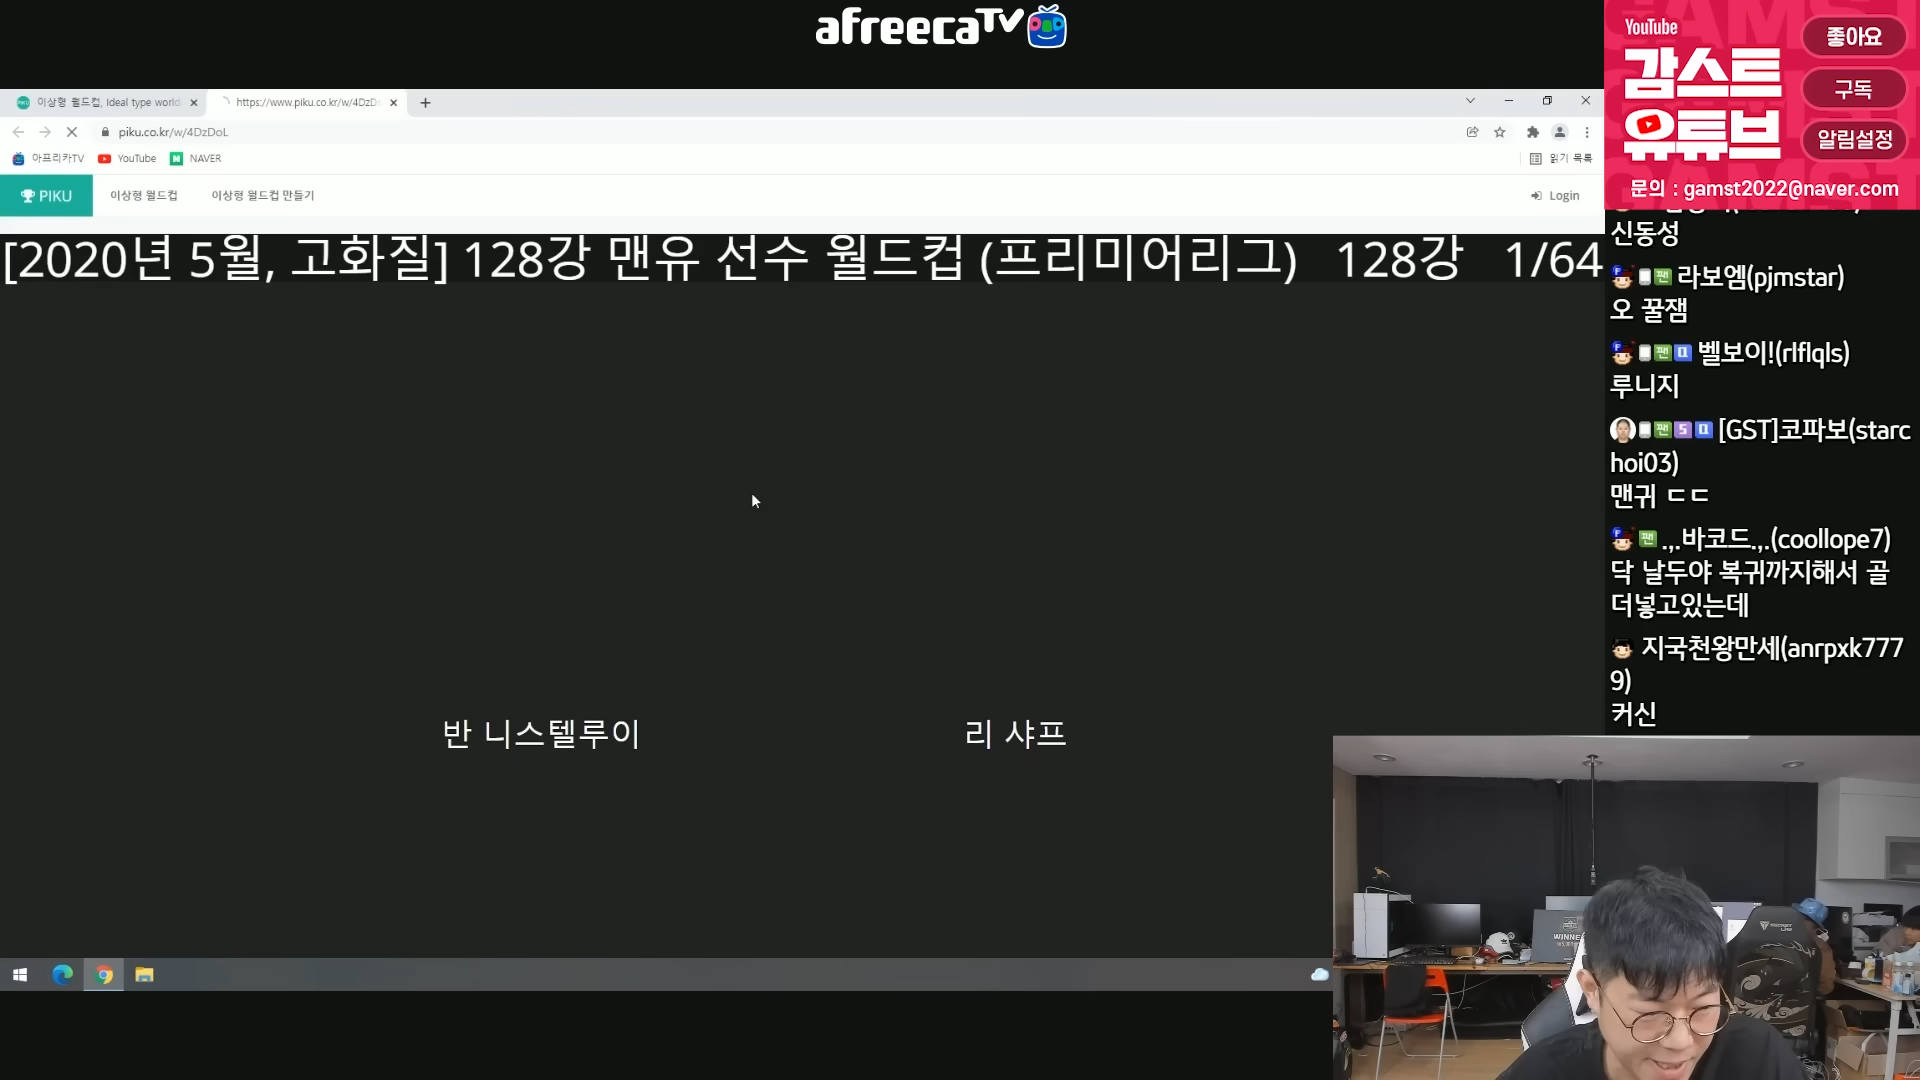 afreecaTV
이상형 월드컵, Ideal type world
https://www.piku.co.kr/w/4DzD
piku.co.kr/w/4DzDoL
아프리카TV YouTube NAVER
읽기 목록
PIKU 이상형 월드컵 이상형 월드컵 만들기
Login
[2020년 5월, 고화질] 128강 맨유 선수 월드컵 (프리미어리그) 128강 1/64
반 니스텔루이
리 샤프
YouTube
감스트
유튜브
좋아요
구독
알림설정
문의 : gamst2022@naver.com
신동성
라보엠(pjmstar)
오 꿀잼
벨보이!(rlflqls)
루니지
[GST]코파보(starc
hoi03)
맨귀 ㄷㄷ
.,.바코드.,.(coollope7)
닥 날두야 복귀까지해서 골
더넣고있는데
지국천왕만세(anrpxk777
9)
커신
WINNE